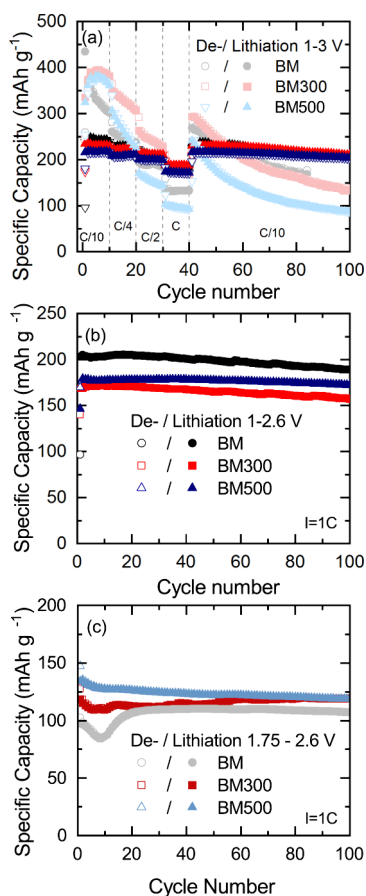 (a)
De-/ Lithiation 1-3 V
/ BM
/ BM300
/ BM500
500
400
300
200
100
0
Specific Capacity (mAh g⁻¹)
C/10 C/4 C/2 C C/10
0 20 40 60 80 100
Cycle number
(b)
250
200
150
100
50
0
Specific Capacity (mAh g⁻¹)
De- / Lithiation 1-2.6 V
/ BM
/ BM300
/ BM500
I=1C
0 20 40 60 80 100
Cycle number
(c)
200
150
100
50
0
Specific Capacity (mAh g⁻¹)
De- / Lithiation 1.75 - 2.6 V
/ BM
/ BM300
/ BM500
I=1C
0 20 40 60 80 100
Cycle Number